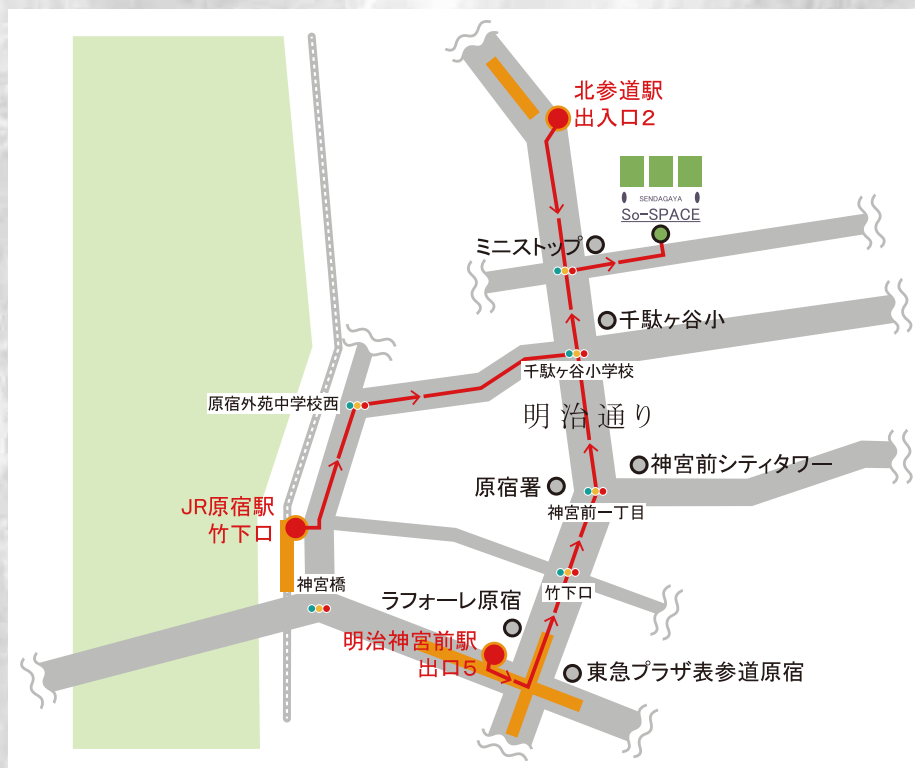 北参道駅
出入口2
SENDAGAYA
So-SPACE
ミニストップ
千駄ヶ谷小
千駄ヶ谷小学校
原宿外苑中学校西
明治通り
神宮前シティタワー
原宿署
神宮前一丁目
JR原宿駅
竹下口
神宮橋
竹下口
ラフォーレ原宿
明治神宮前駅
出口5
東急プラザ表参道原宿